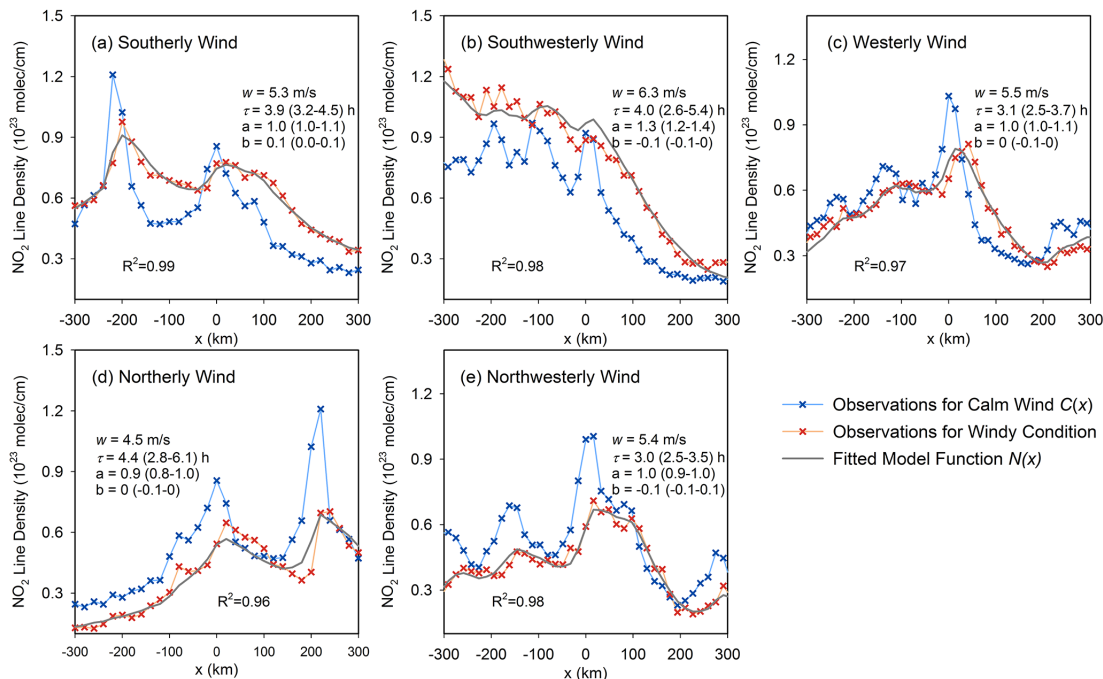 (a) Southerly Wind
w = 5.3 m/s
τ = 3.9 (3.2-4.5) h
a = 1.0 (1.0-1.1)
b = 0.1 (0.0-0.1)
R²=0.99
NO₂ Line Density (10²³ molec/cm)
1.5
1.2
0.9
0.6
0.3
-300 -200 -100 0 100 200 300
x (km)
(b) Southwesterly Wind
w = 6.3 m/s
τ = 4.0 (2.6-5.4) h
a = 1.3 (1.2-1.4)
b = -0.1 (-0.1-0)
R²=0.98
NO₂ Line Density (10²³ molec/cm)
1.5
1.2
0.9
0.6
0.3
-300 -200 -100 0 100 200 300
x (km)
(c) Westerly Wind
w = 5.5 m/s
τ = 3.1 (2.5-3.7) h
a = 1.0 (1.0-1.1)
b = 0 (-0.1-0)
R²=0.97
NO₂ Line Density (10²³ molec/cm)
1.2
0.9
0.6
0.3
-300 -200 -100 0 100 200 300
x (km)
(d) Northerly Wind
w = 4.5 m/s
τ = 4.4 (2.8-6.1) h
a = 0.9 (0.8-1.0)
b = 0 (-0.1-0)
R²=0.96
NO₂ Line Density (10²³ molec/cm)
1.5
1.2
0.9
0.6
0.3
-300 -200 -100 0 100 200 300
x (km)
(e) Northwesterly Wind
w = 5.4 m/s
τ = 3.0 (2.5-3.5) h
a = 1.0 (0.9-1.0)
b = -0.1 (-0.1-0.1)
R²=0.98
NO₂ Line Density (10²³ molec/cm)
1.2
0.9
0.6
0.3
-300 -200 -100 0 100 200 300
x (km)
Observations for Calm Wind C(x)
Observations for Windy Condition
Fitted Model Function N(x)